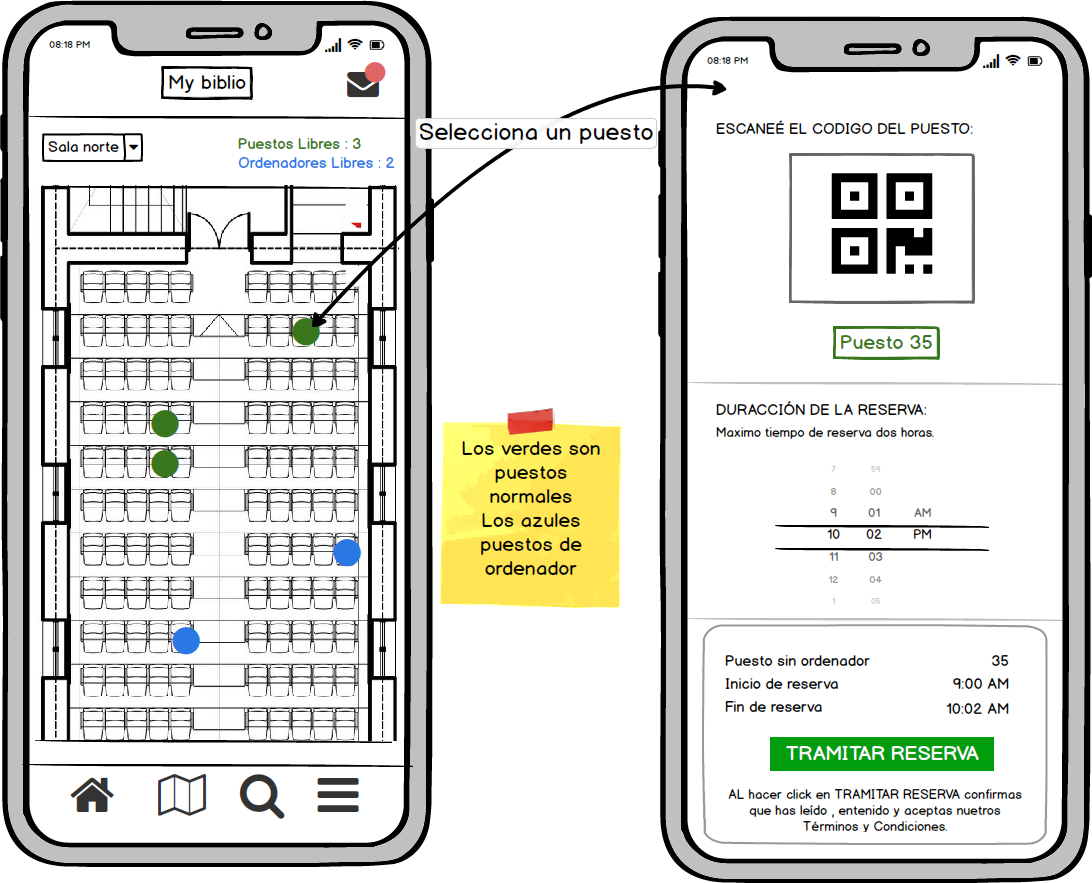 08:18 PM
My biblio
Sala norte
Puestos Libres : 3
Ordenadores Libres : 2
Selecciona un puesto
Los verdes son
puestos
normales
Los azules
puestos de
ordenador
08:18 PM
ESCANEÉ EL CODIGO DEL PUESTO:
Puesto 35
DURACCIÓN DE LA RESERVA:
Maximo tiempo de reserva dos horas.
7 59
8 00
9 01 AM
10 02 PM
11 03
12 04
1 05
Puesto sin ordenador 35
Inicio de reserva 9:00 AM
Fin de reserva 10:02 AM
TRAMITAR RESERVA
AL hacer click en TRAMITAR RESERVA confirmas
que has leído , entenido y aceptas nuetros
Términos y Condiciones.